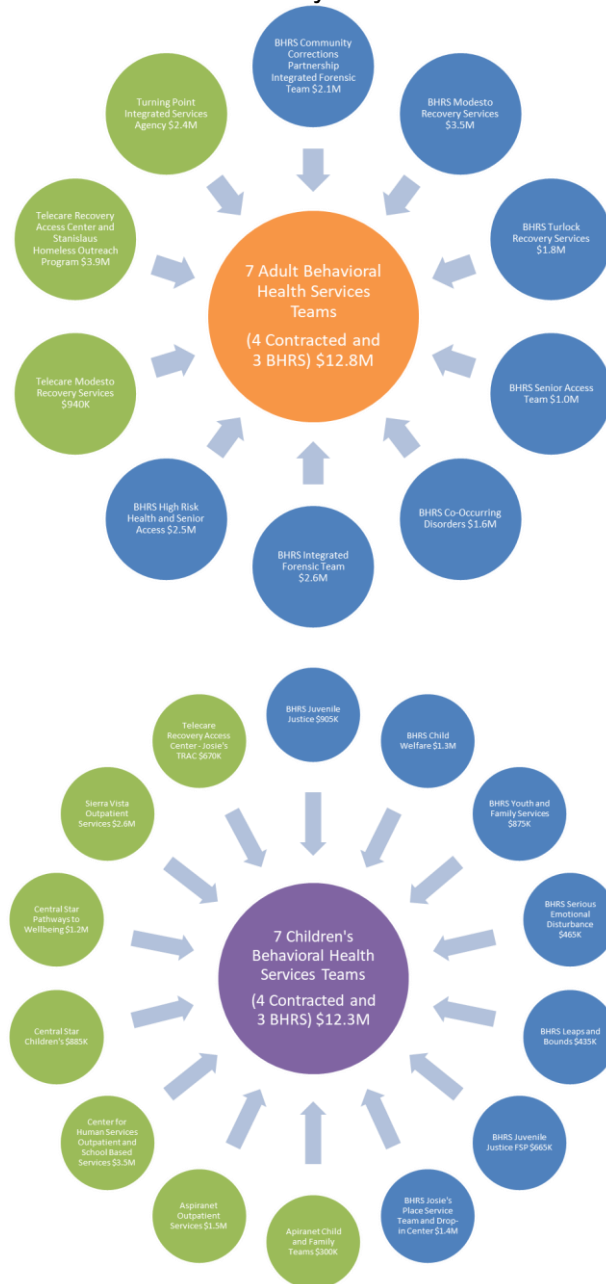 BHRS Community
Corrections
Partnership
Integrated Forensic
Team $2.1M
Turning Point
Integrated Services
Agency $2.4M
BHRS Modesto
Recovery Services
$3.5M
Telecare Recovery
Access Center and
Stanislaus
Homeless Outreach
Program $3.9M
BHRS Turlock
Recovery Services
$1.8M
7 Adult Behavioral
Health Services
Teams
(4 Contracted and
3 BHRS) $12.8M
Telecare Modesto
Recovery Services
$940K
BHRS Senior Access
Team $1.0M
BHRS High Risk
Health and Senior
Access $2.5M
BHRS Co-Occurring
Disorders $1.6M
BHRS Integrated
Forensic Team
$2.6M
BHRS Juvenile
Justice $905K
Telecare
Recovery Access
Center - Josie's
TRAC $670K
BHRS Child
Welfare $1.3M
Sierra Vista
Outpatient
Services $2.6M
BHRS Youth and
Family Services
$875K
Central Star
Pathways to
Wellbeing $1.2M
BHRS Serious
Emotional
Disturbance
$465K
7 Children's
Behavioral Health
Services Teams
(4 Contracted and
3 BHRS) $12.3M
Central Star
Children's $885K
BHRS Leaps and
Bounds $435K
Center for
Human Services
Outpatient and
School Based
Services $3.5M
BHRS Juvenile
Justice FSP $665K
Aspiranet
Outpatient
Services $1.5M
Apiranet Child
and Family
Teams $300K
BHRS Josie's
Place Service
Team and Drop-
in Center $1.4M